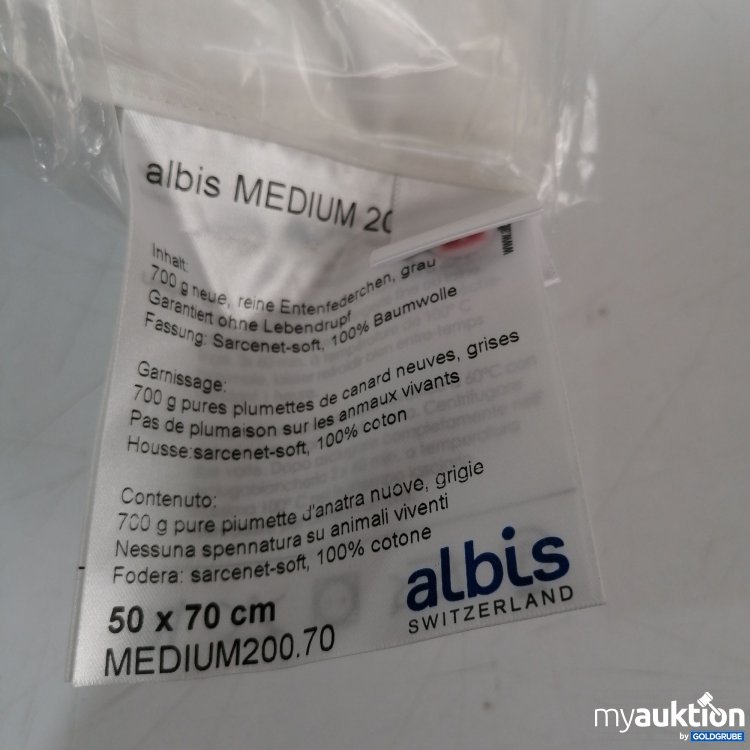 albis MEDIUM 20
Inhalt:
700 g neue, reine Entenfederchen, grau
Garantiert ohne Lebendrupf
Fassung: Sarcenet-soft, 100% Baumwolle
Garnissage:
700 g pures plumettes de canard neuves, grises
Pas de plumaison sur les anmaux vivants
Housse:sarcenet-soft, 100% coton
Contenuto:
700 g pure piumette d'anatra nuove, grigie
Nessuna spennatura su animali viventi
Fodera: sarcenet-soft, 100% cotone
50 x 70 cm
MEDIUM200.70
albis
SWITZERLAND
myauktion
by GOLDGRUBE